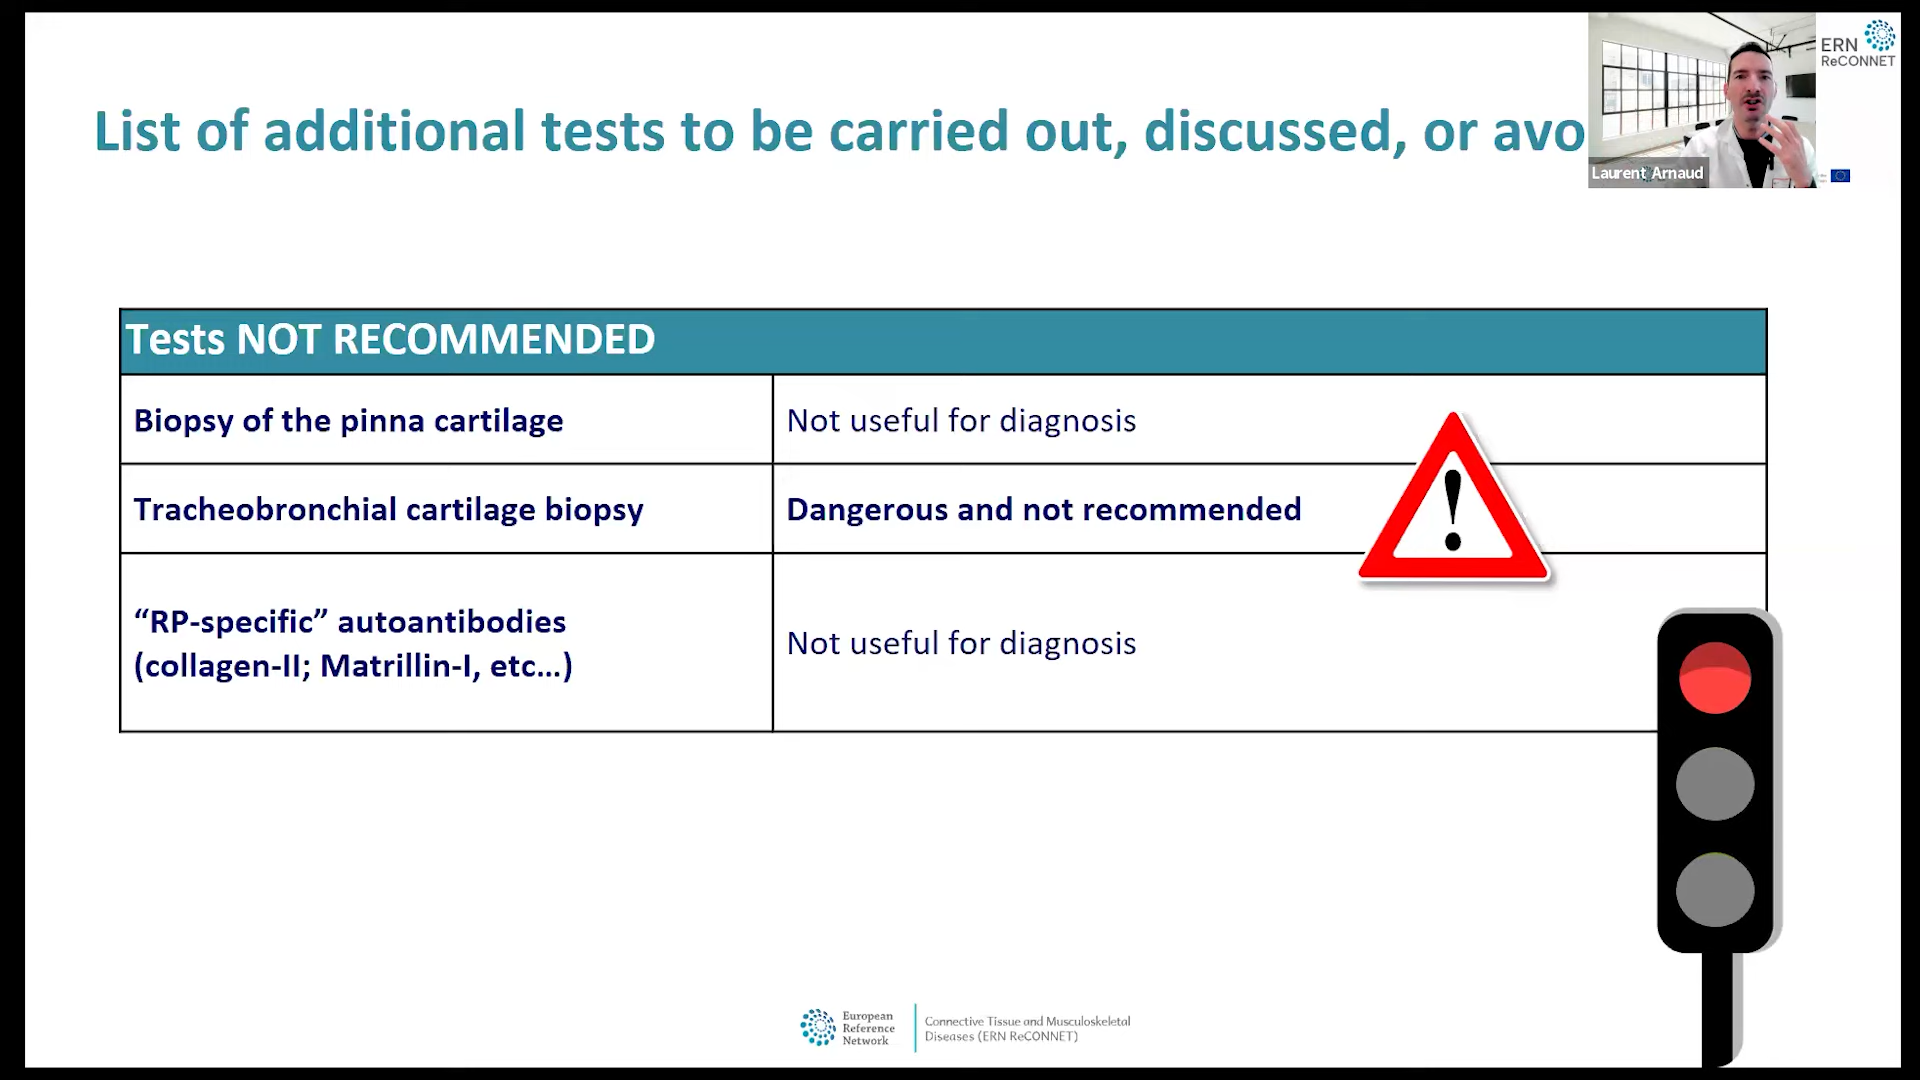 List of additional tests to be carried out, discussed, or avo
ERN
ReCONNET
Laurent Arnaud
Tests NOT RECOMMENDED
Biopsy of the pinna cartilage
Not useful for diagnosis
Tracheobronchial cartilage biopsy
Dangerous and not recommended
“RP-specific” autoantibodies
(collagen-II; Matrillin-I, etc…)
Not useful for diagnosis
European
Reference
Network
Connective Tissue and Musculoskeletal
Diseases (ERN ReCONNET)